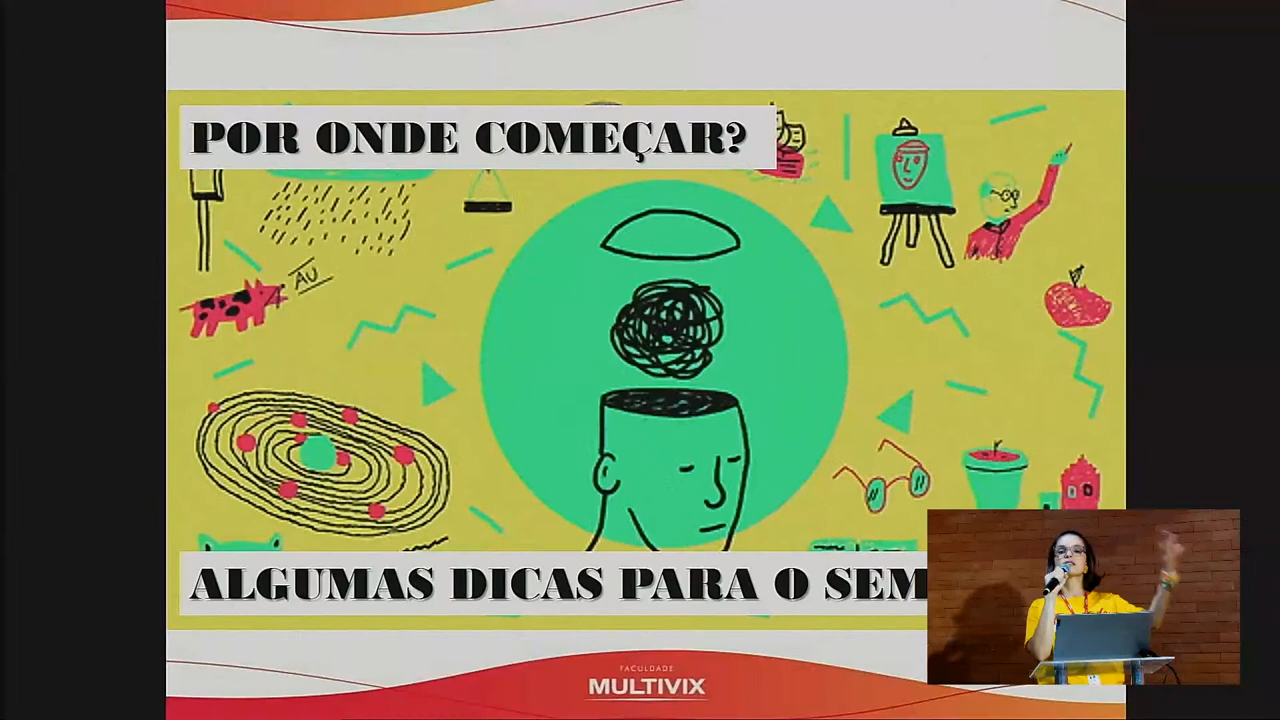 POR ONDE COMEÇAR?
AU
ALGUMAS DICAS PARA O SEM
FACULDADE
MULTIVIX